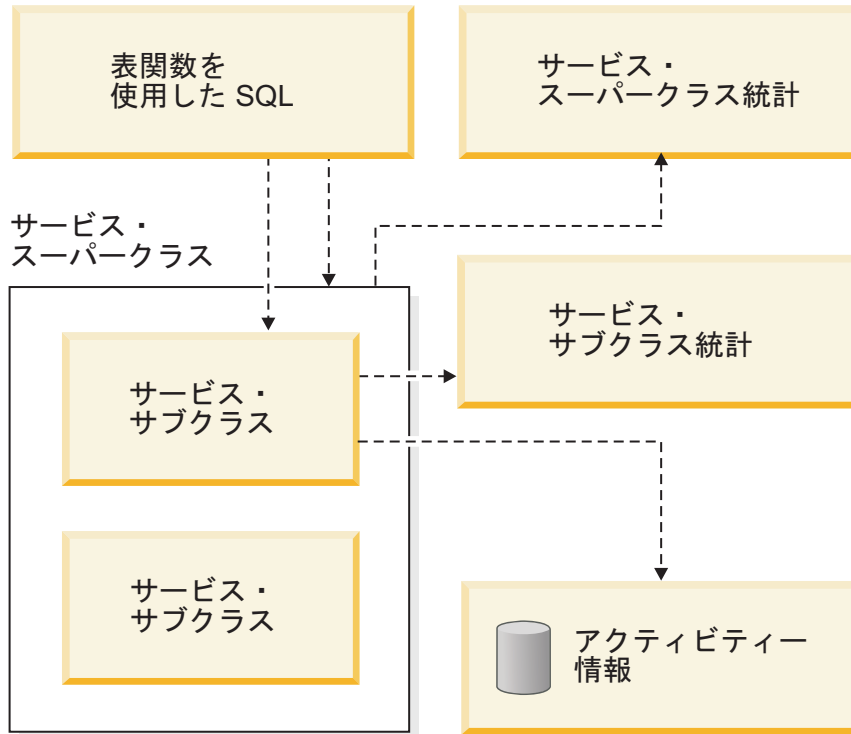 表関数を
使用した SQL
サービス・
スーパークラス統計
サービス・
スーパークラス
サービス・
サブクラス統計
サービス・
サブクラス
サービス・
サブクラス
アクティビティー
情報